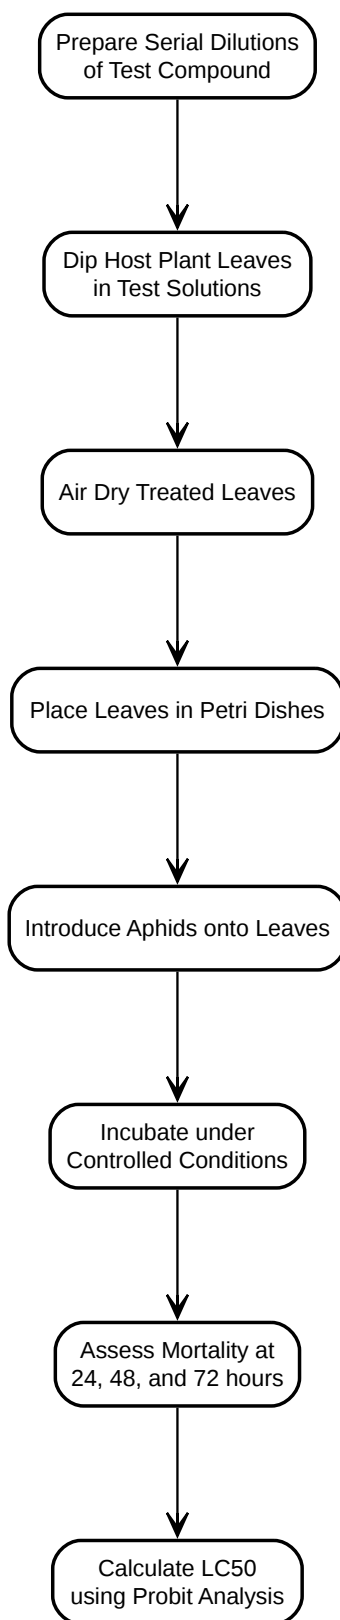 Prepare Serial Dilutions
of Test Compound
Dip Host Plant Leaves
in Test Solutions
Air Dry Treated Leaves
Place Leaves in Petri Dishes
Introduce Aphids onto Leaves
Incubate under
Controlled Conditions
Assess Mortality at
24, 48, and 72 hours
Calculate LC50
using Probit Analysis